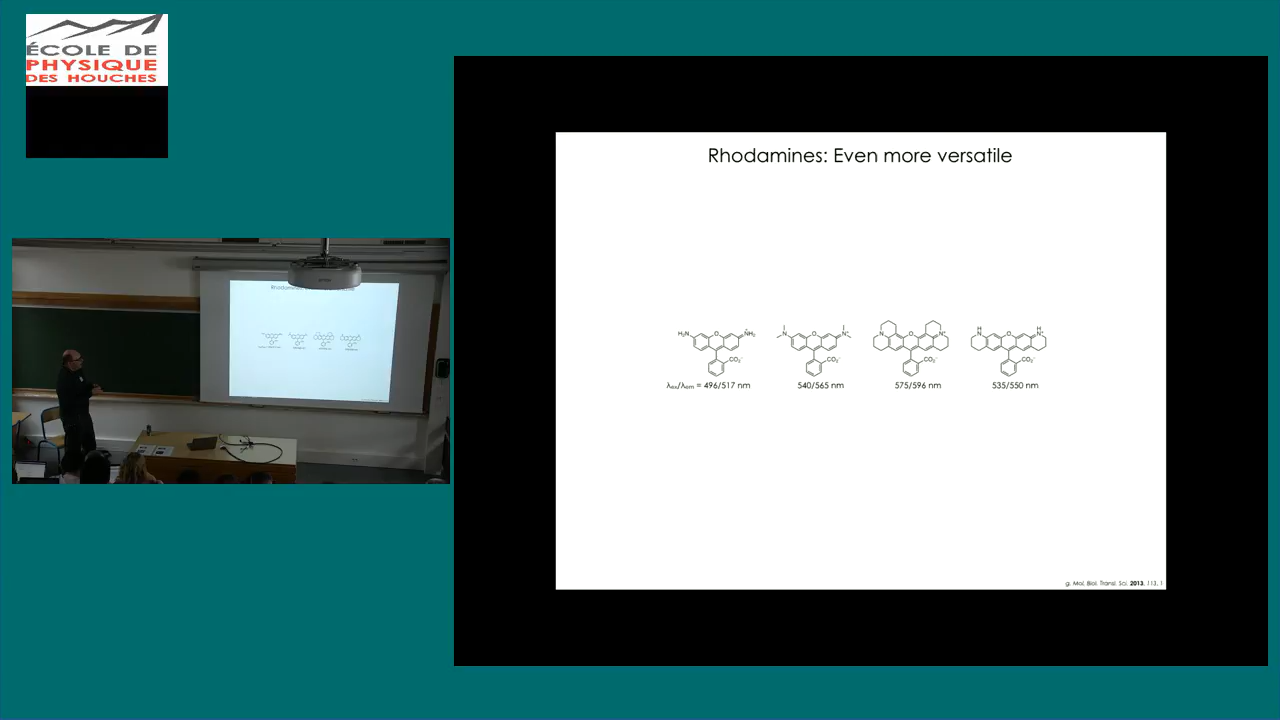 ÉCOLE DE
PHYSIQUE
DES HOUCHES
Rhodamines: Even more versatile
H₂N O NH₂⁺ CO₂⁻
N O N⁺ CO₂⁻
N O N⁺ CO₂⁻
H N O H N⁺ CO₂⁻
λₑₓ/λₑₘ = 496/517 nm
540/565 nm
575/596 nm
535/550 nm
g. Mol. Biol. Transl. Sci. 2013, 113, 1